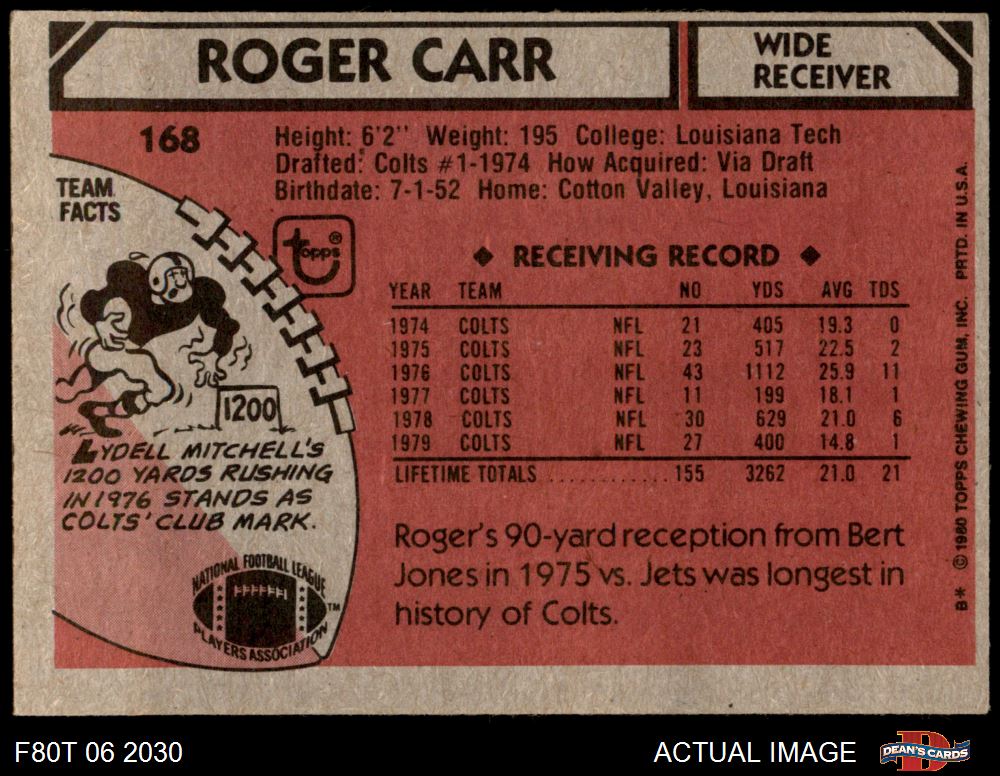 ROGER CARR
WIDE
RECEIVER
168
Height: 6'2" Weight: 195 College: Louisiana Tech
Drafted: Colts #1-1974 How Acquired: Via Draft
Birthdate: 7-1-52 Home: Cotton Valley, Louisiana
TEAM
FACTS
topps®
◆ RECEIVING RECORD ◆
YEAR TEAM NO YDS AVG TDS
1974 COLTS NFL 21 405 19.3 0
1975 COLTS NFL 23 517 22.5 2
1976 COLTS NFL 43 1112 25.9 11
1977 COLTS NFL 11 199 18.1 1
1978 COLTS NFL 30 629 21.0 6
1979 COLTS NFL 27 400 14.8 1
LIFETIME TOTALS ............ 155 3262 21.0 21
1200
LYDELL MITCHELL'S
1200 YARDS RUSHING
IN 1976 STANDS AS
COLTS' CLUB MARK.
Roger's 90-yard reception from Bert
Jones in 1975 vs. Jets was longest in
history of Colts.
NATIONAL FOOTBALL LEAGUE
PLAYERS ASSOCIATION
™
B* © 1980 TOPPS CHEWING GUM, INC. PRTD. IN U.S.A.
F80T 06 2030
ACTUAL IMAGE
D
DEAN'S CARDS